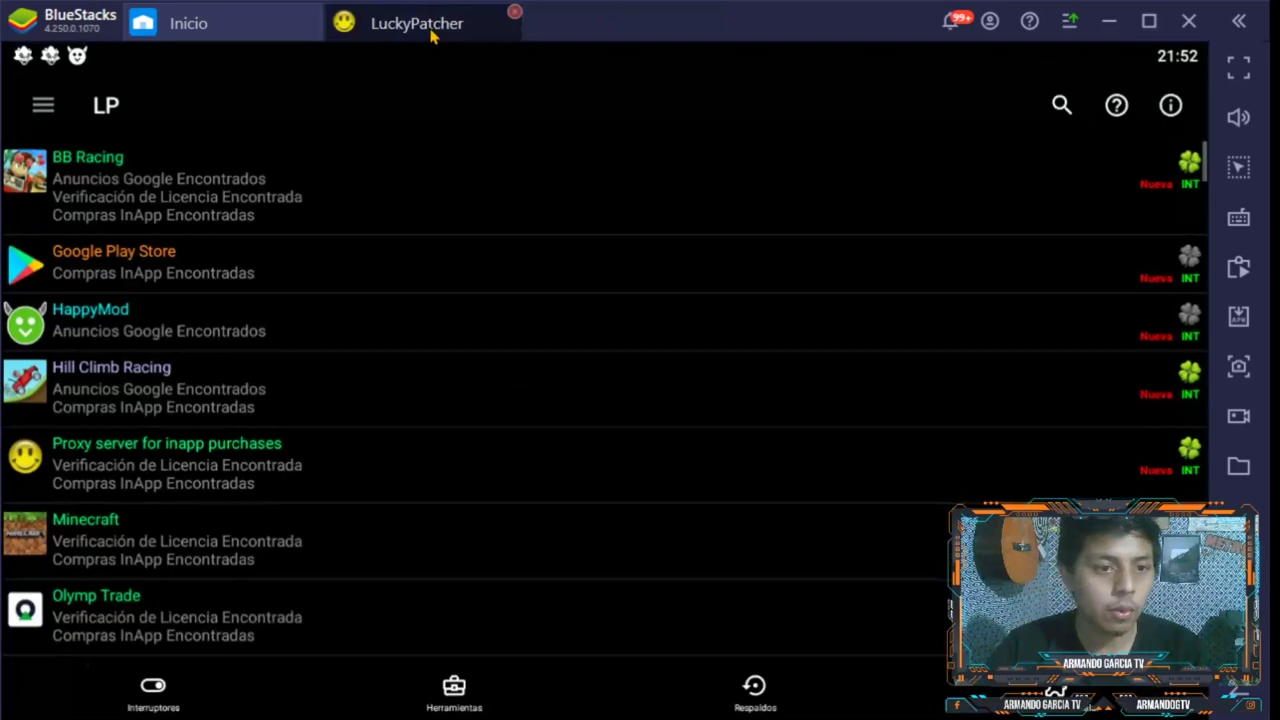 BlueStacks
4.250.0.1070
Inicio
LuckyPatcher
99+
21:52
LP
BB Racing
Anuncios Google Encontrados
Verificación de Licencia Encontrada
Compras InApp Encontradas
Nueva INT
Google Play Store
Compras InApp Encontradas
Nueva INT
HappyMod
Anuncios Google Encontrados
Nueva INT
Hill Climb Racing
Anuncios Google Encontrados
Compras InApp Encontradas
Nueva INT
Proxy server for inapp purchases
Verificación de Licencia Encontrada
Compras InApp Encontradas
Nueva INT
Minecraft
Verificación de Licencia Encontrada
Compras InApp Encontradas
Olymp Trade
Verificación de Licencia Encontrada
Compras InApp Encontradas
Interruptores
Herramientas
Respaldos
ARMANDO GARCIA TV
ARMANDO GARCIA TV
ARMANDOGTV